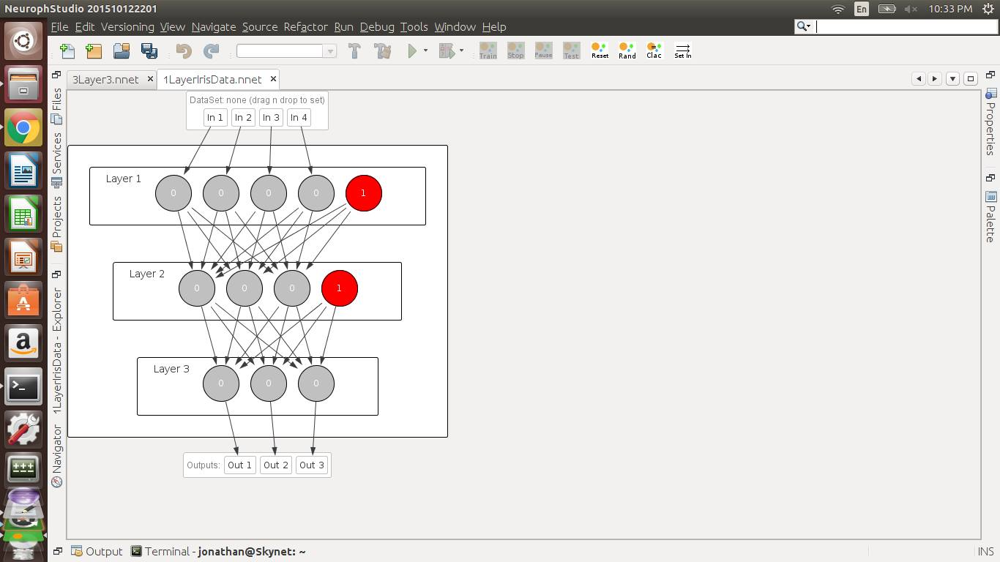 NeurophStudio 201510122201
En
10:33 PM
File Edit Versioning View Navigate Source Refactor Run Debug Tools Window Help
Train Stop Pause Test Reset Rand Clac Set In
3Layer3.nnet
1LayerIrisData.nnet
Files
Services
Projects
1LayerIrisData - Explorer
Navigator
DataSet: none (drag n drop to set)
In 1 In 2 In 3 In 4
Layer 1
0 0 0 0 1
Layer 2
0 0 0 1
Layer 3
0 0 0
Outputs: Out 1 Out 2 Out 3
Properties
Palette
Output
Terminal - jonathan@Skynet: ~
INS